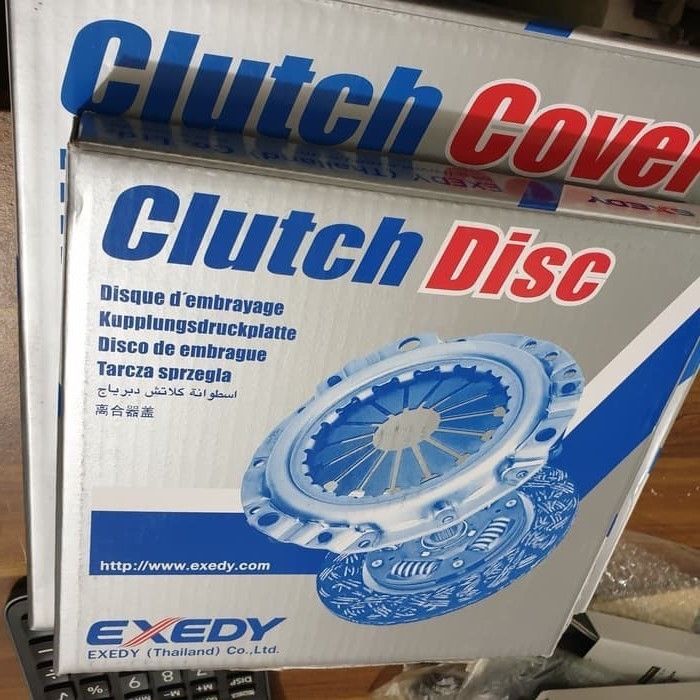 Clutch Cover
EXEDY
Clutch Disc
Disque d'embrayage
Kupplungsdruckplatte
Disco de embrague
Tarcza sprzegla
اسطوانة كلاتش دبرياج
离合器盖
http://www.exedy.com
EXEDY
EXEDY (Thailand) Co.,Ltd.